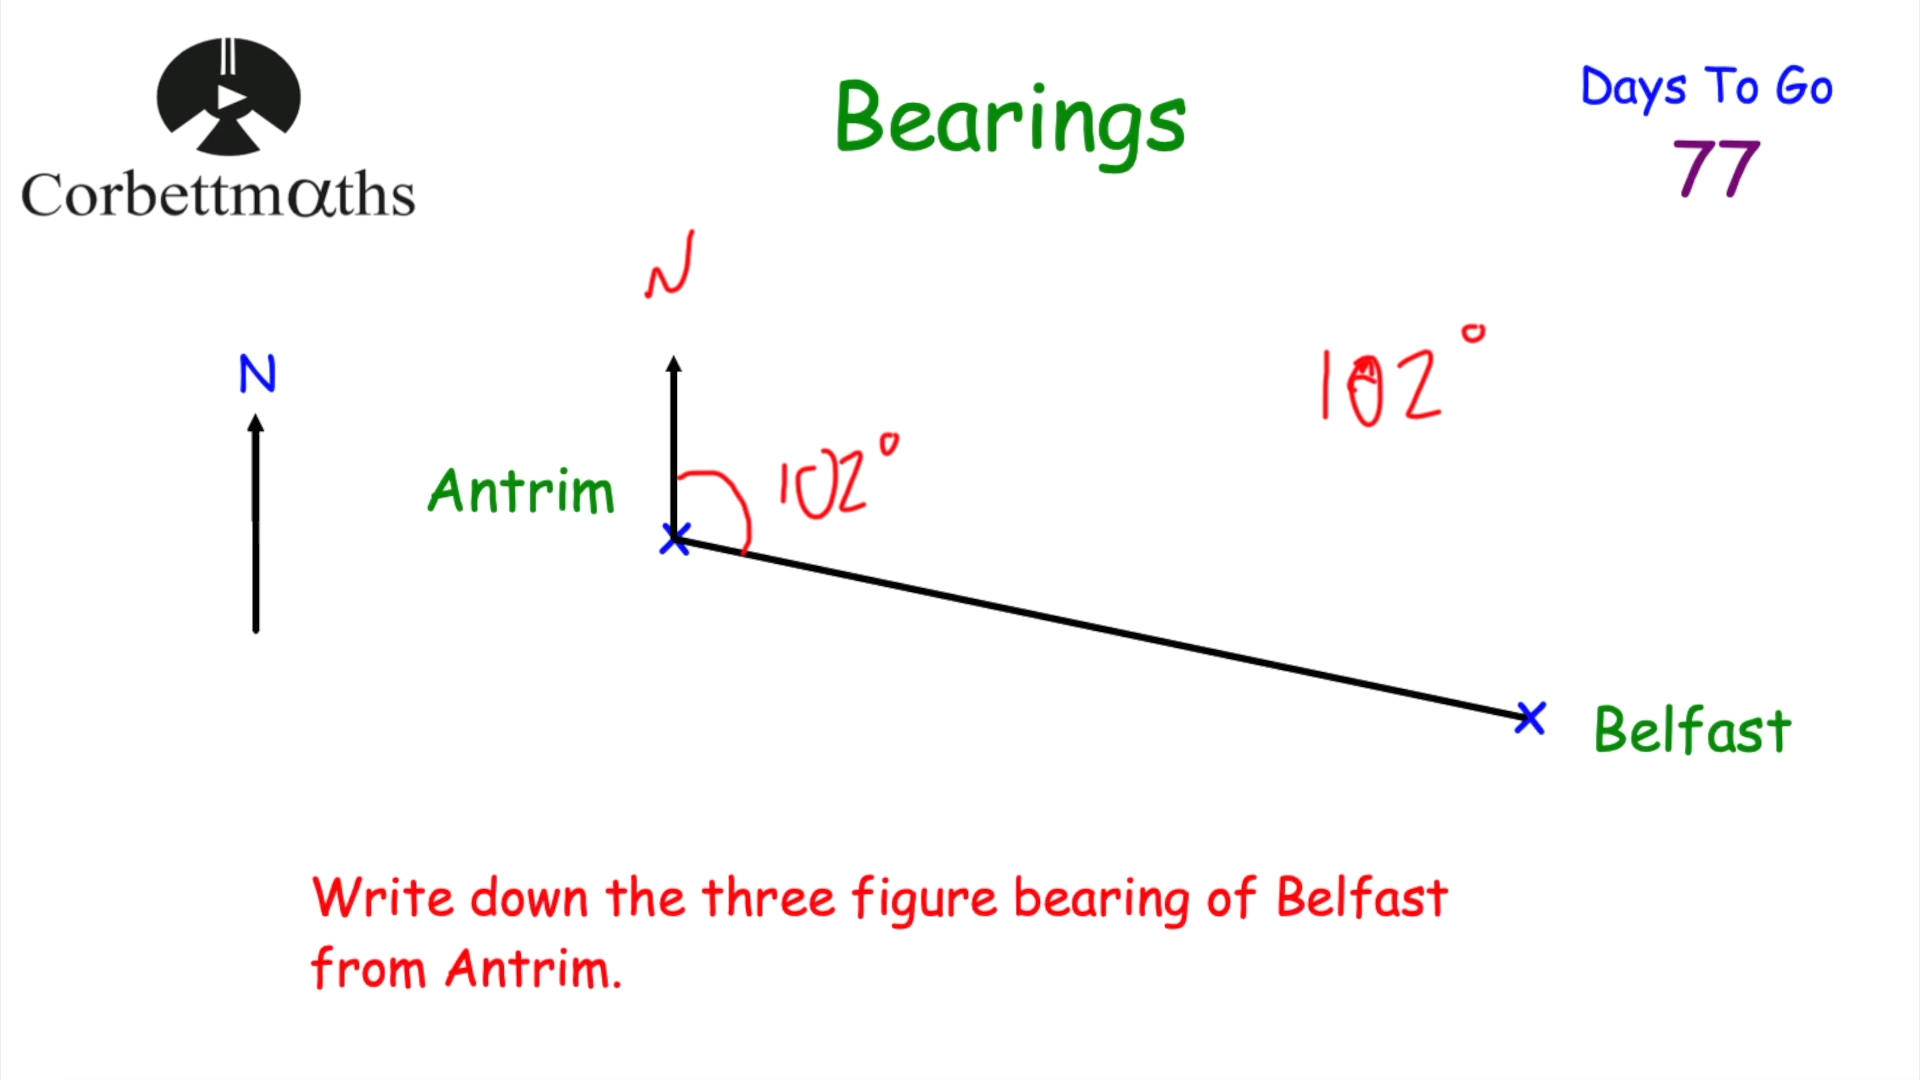 Corbettmαths
Bearings
Days To Go
77
N
N
Antrim
102°
102°
Belfast
Write down the three figure bearing of Belfast
from Antrim.